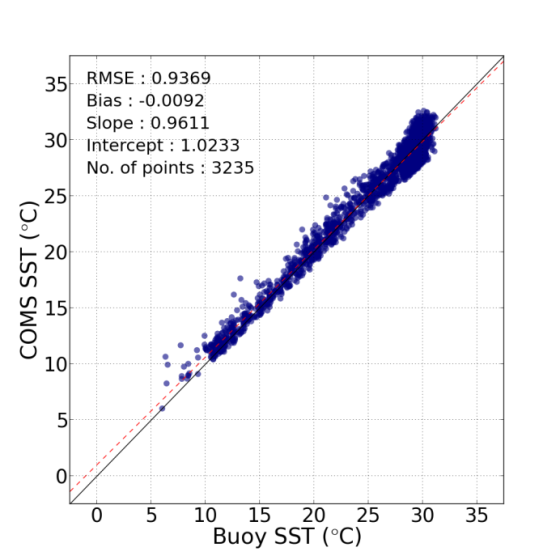 RMSE : 0.9369
Bias : -0.0092
Slope : 0.9611
Intercept : 1.0233
No. of points : 3235
35
30
25
20
15
10
5
0
COMS SST (°C)
0 5 10 15 20 25 30 35
Buoy SST (°C)